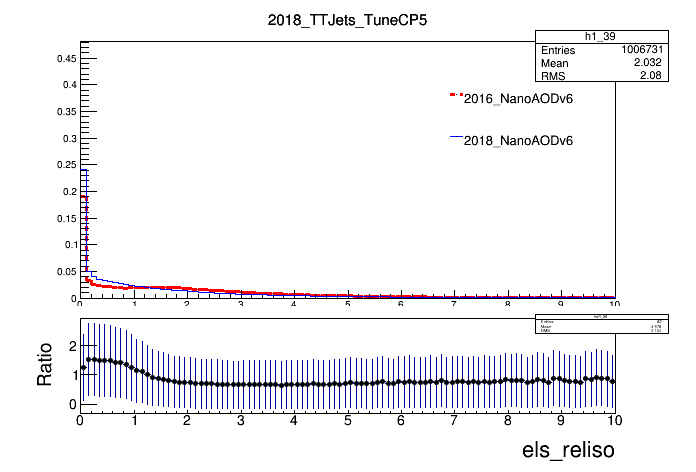 2018_TTJets_TuneCP5
h1_39
Entries 1006731
Mean 2.032
RMS 2.08
2016_NanoAODv6
2018_NanoAODv6
0.45
0.4
0.35
0.3
0.25
0.2
0.15
0.1
0.05
0
0 1 2 3 4 5 6 7 8 9 10
Entries
Mean
RMS
Ratio
2
1
0
0 1 2 3 4 5 6 7 8 9 10
els_reliso